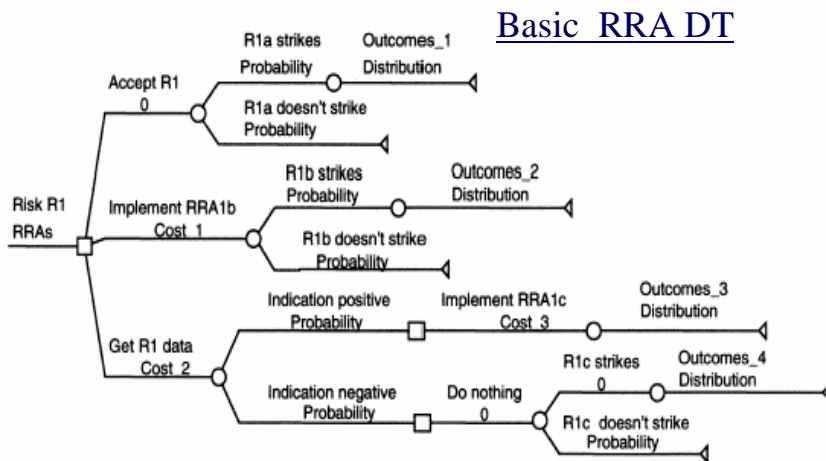 Basic RRA DT
R1a strikes
Probability
Outcomes_1
Distribution
Accept R1
0
R1a doesn't strike
Probability
R1b strikes
Probability
Outcomes_2
Distribution
Risk R1
RRAs
Implement RRA1b
Cost_1
R1b doesn't strike
Probability
Indication positive
Probability
Implement RRA1c
Cost_3
Outcomes_3
Distribution
Get R1 data
Cost_2
Indication negative
Probability
Do nothing
0
R1c strikes
0
Outcomes_4
Distribution
R1c doesn't strike
Probability